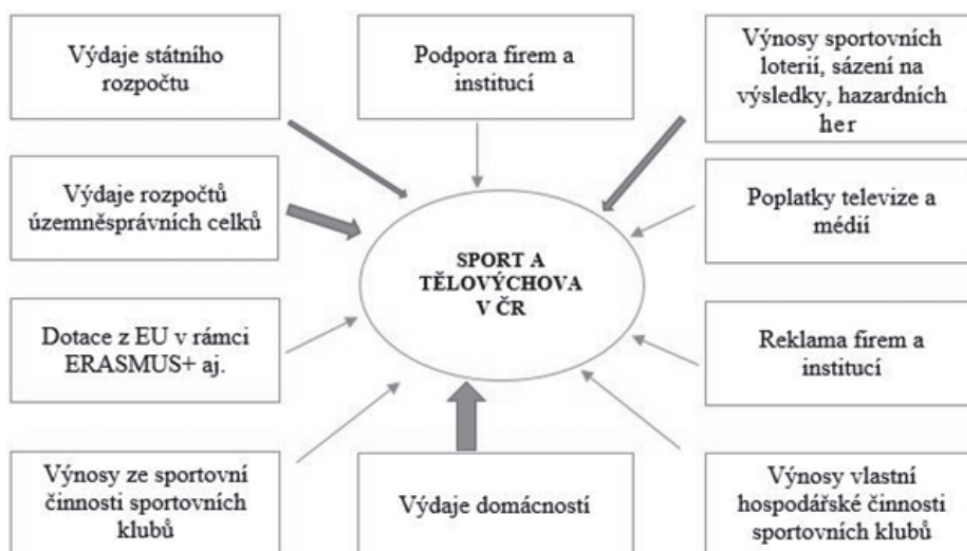 Výdaje státního
rozpočtu
Podpora firem a
institucí
Výnosy sportovních
loterií, sázení na
výsledky, hazardních
her
Výdaje rozpočtů
územněsprávních celků
Poplatky televize a
médií
SPORT A
TĚLOVÝCHOVA
V ČR
Dotace z EU v rámci
ERASMUS+ aj.
Reklama firem a
institucí
Výnosy ze sportovní
činnosti sportovních
klubů
Výdaje domácností
Výnosy vlastní
hospodářské činnosti
sportovních klubů